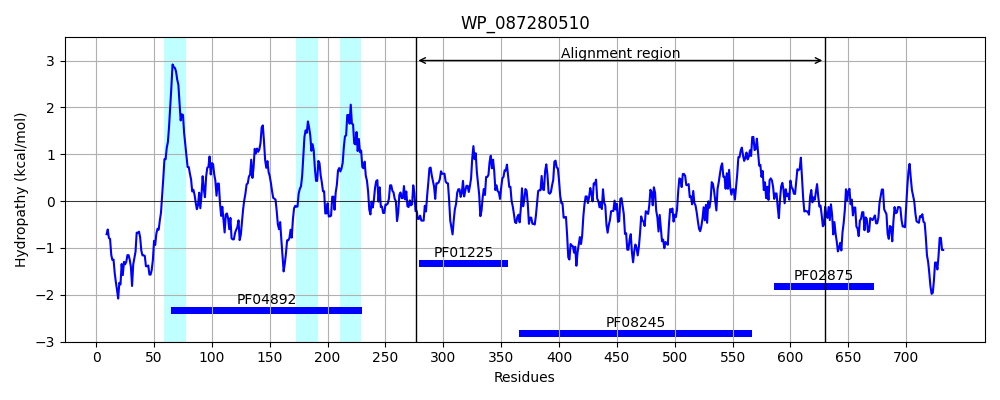 WP_087280510
Alignment region
3
2
1
0
−1
−2
−3
Hydropathy (kcal/mol)
PF01225
PF02875
PF04892
PF08245
0 50 100 150 200 250 300 350 400 450 500 550 600 650 700
Residues